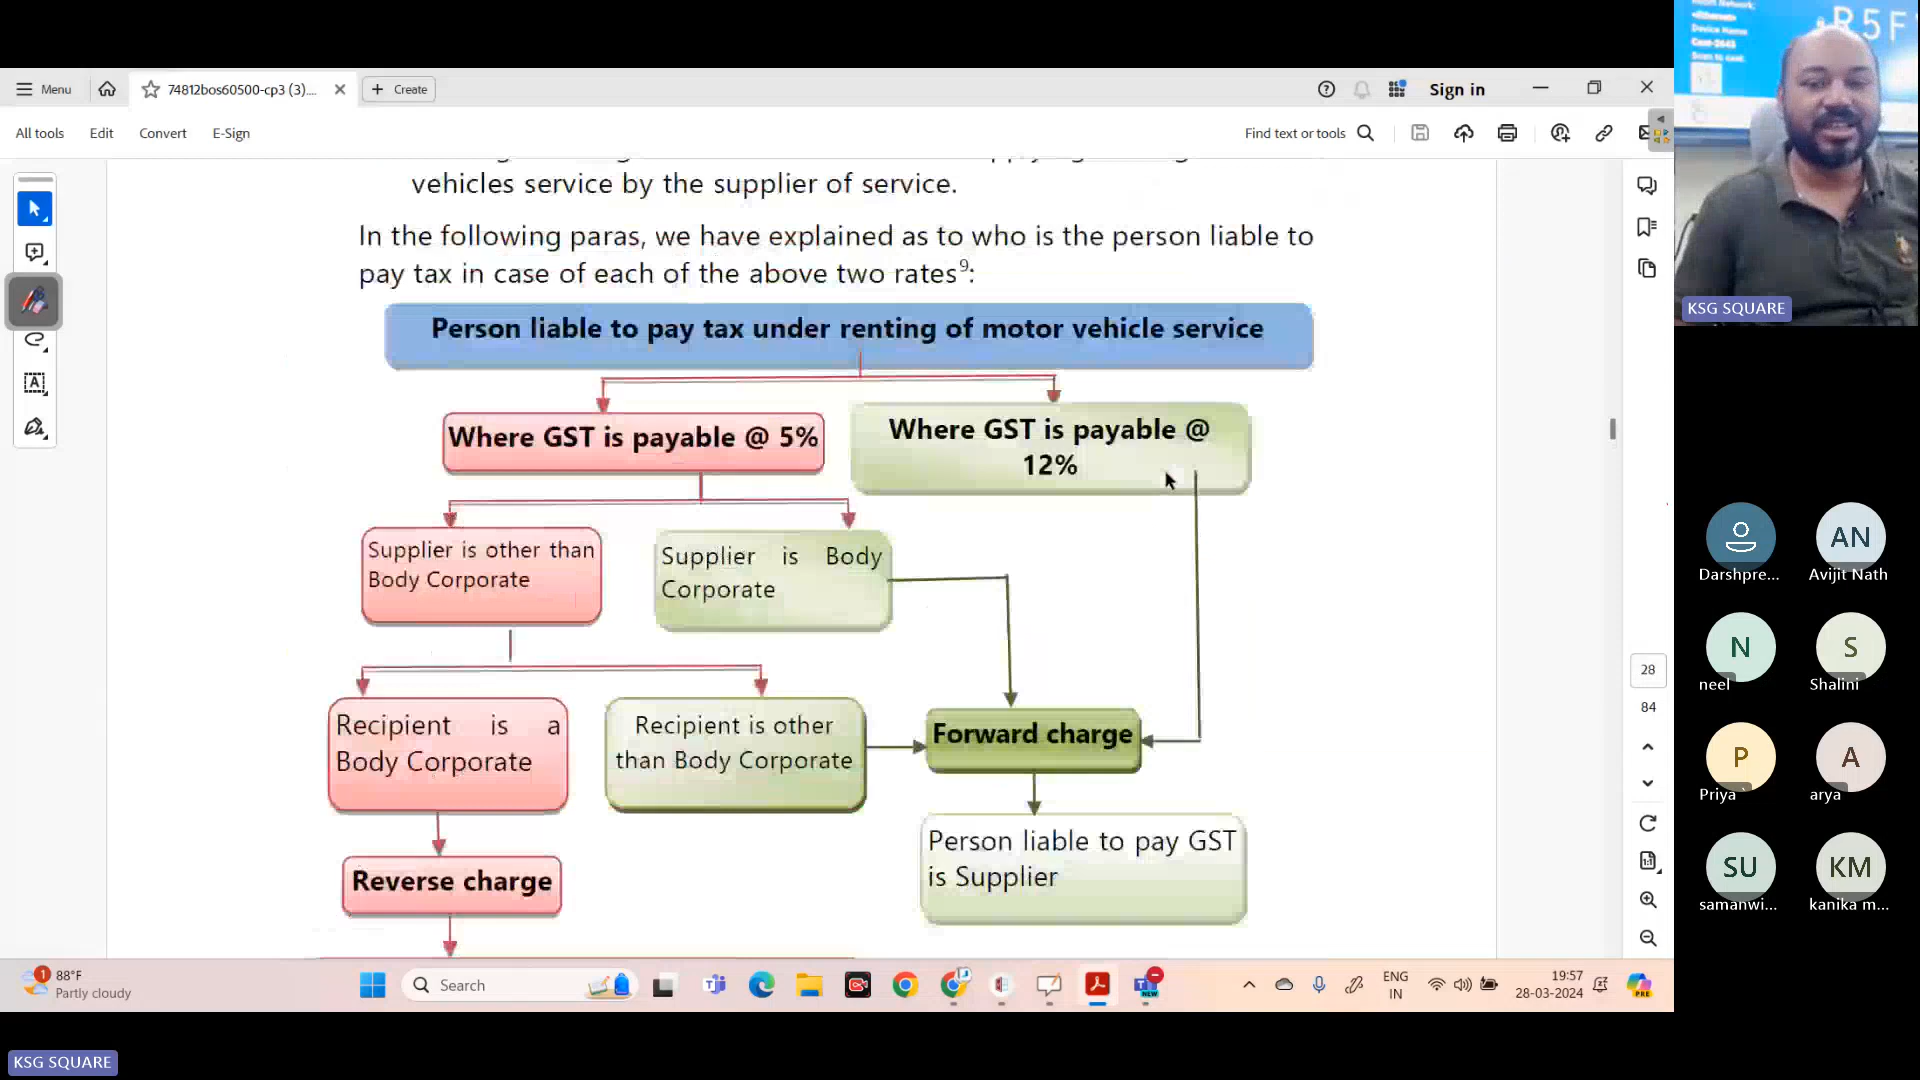 Menu
74812bos60500-cp3 (3)....
Create
Sign in
All tools
Edit
Convert
E-Sign
Find text or tools
vehicles service by the supplier of service.
In the following paras, we have explained as to who is the person liable to
pay tax in case of each of the above two rates9:
Person liable to pay tax under renting of motor vehicle service
Where GST is payable @ 5%
Where GST is payable @
12%
Supplier is other than
Body Corporate
Supplier is Body
Corporate
Recipient is a
Body Corporate
Recipient is other
than Body Corporate
Forward charge
Reverse charge
Person liable to pay GST
is Supplier
28
84
R5F
Device Name
KSG SQUARE
Darshpre...
AN
Avijit Nath
N
neel
S
Shalini
P
Priya `
A
arya
SU
samanwi...
KM
kanika m...
1
88°F
Partly cloudy
Search
NEW
ENG
IN
19:57
28-03-2024
PRE
KSG SQUARE